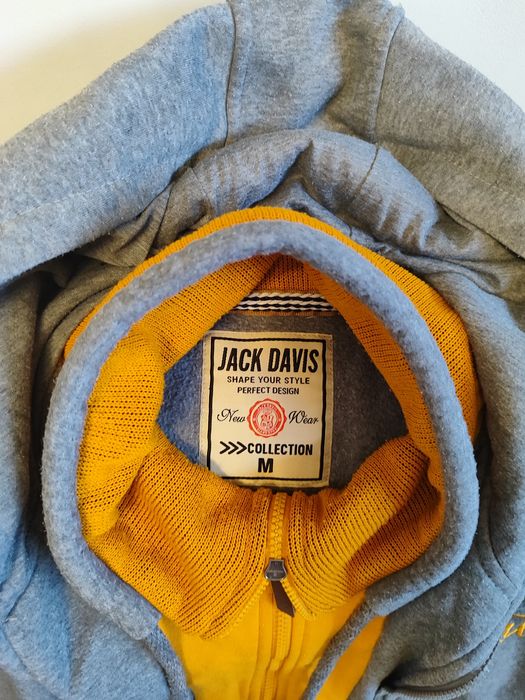 JACK DAVIS
SHAPE YOUR STYLE
PERFECT DESIGN
New Wear
>>>COLLECTION
M